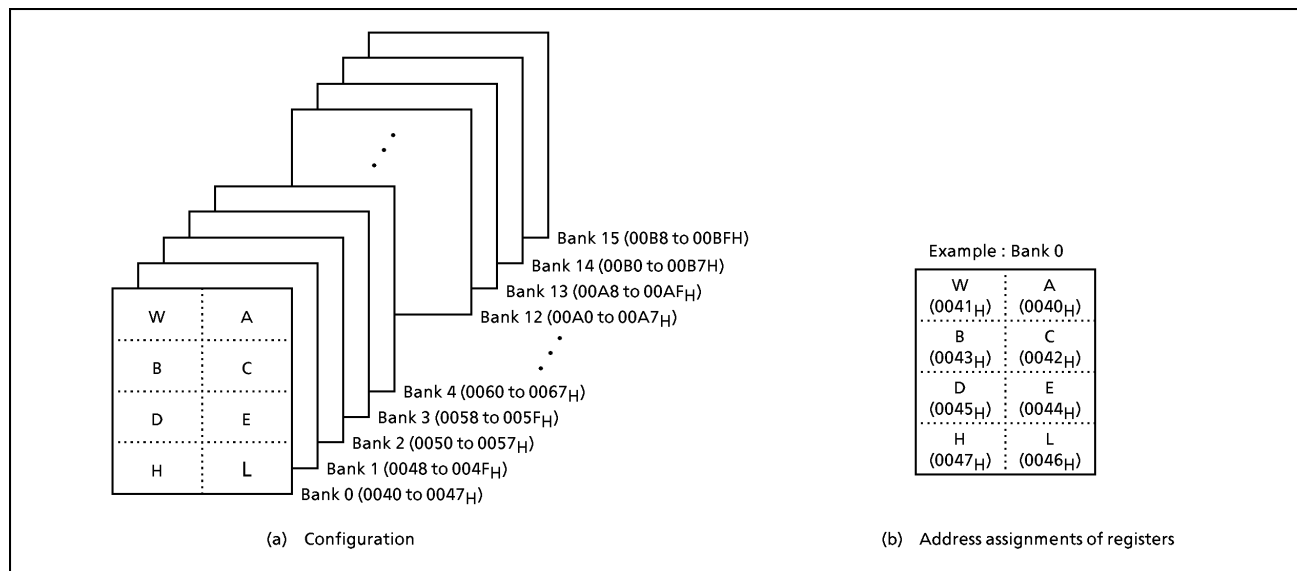 Bank 15 (00B8 to 00BFH)
Bank 14 (00B0 to 00B7H)
Bank 13 (00A8 to 00AFH)
Bank 12 (00A0 to 00A7H)
Bank 4 (0060 to 0067H)
Bank 3 (0058 to 005FH)
Bank 2 (0050 to 0057H)
Bank 1 (0048 to 004FH)
Bank 0 (0040 to 0047H)
W A
B C
D E
H L
(a) Configuration
Example : Bank 0
W A
(0041H) (0040H)
B C
(0043H) (0042H)
D E
(0045H) (0044H)
H L
(0047H) (0046H)
(b) Address assignments of registers